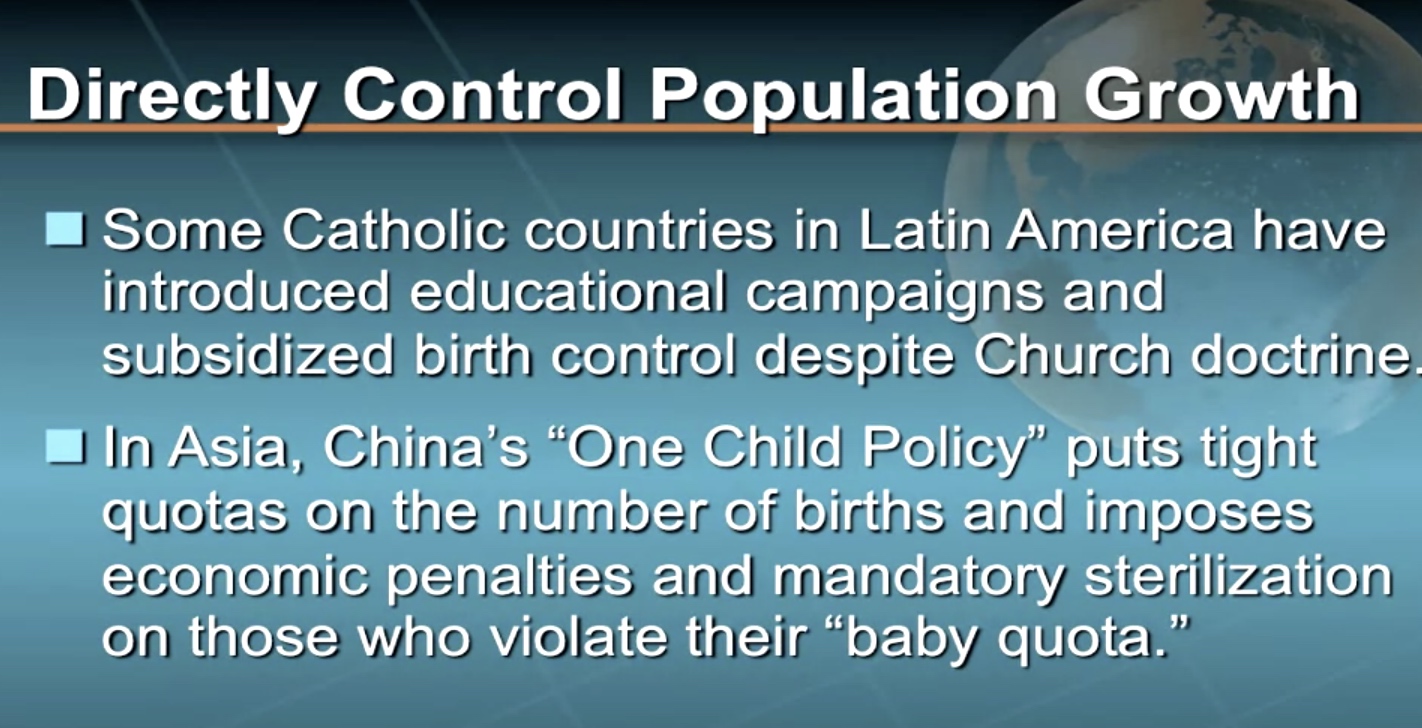 Directly Control Population Growth
Some Catholic countries in Latin America have
introduced educational campaigns and
subsidized birth control despite Church doctrine.
In Asia, China’s “One Child Policy” puts tight
quotas on the number of births and imposes
economic penalties and mandatory sterilization
on those who violate their “baby quota.”